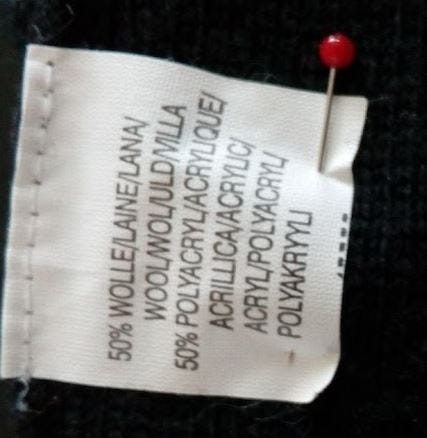 50% WOLLE/LAINE/LANA/
WOOL/WOL/ULD/VILLA
50% POLYACRYL/ACRYLIQUE/
ACRILLICA/ACRYLIC/
ACRYL/POLYACRYL/
POLYAKRYYLI